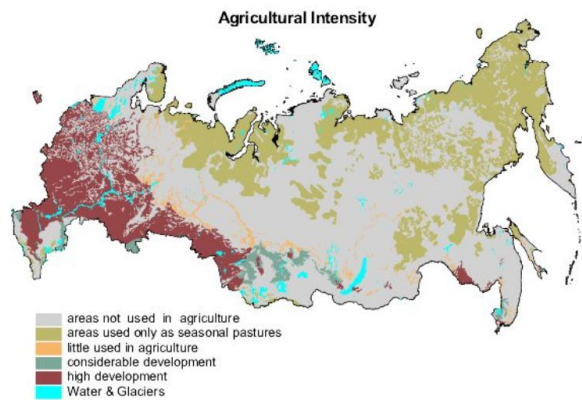 Agricultural Intensity
areas not used in agriculture
areas used only as seasonal pastures
little used in agriculture
considerable development
high development
Water & Glaciers